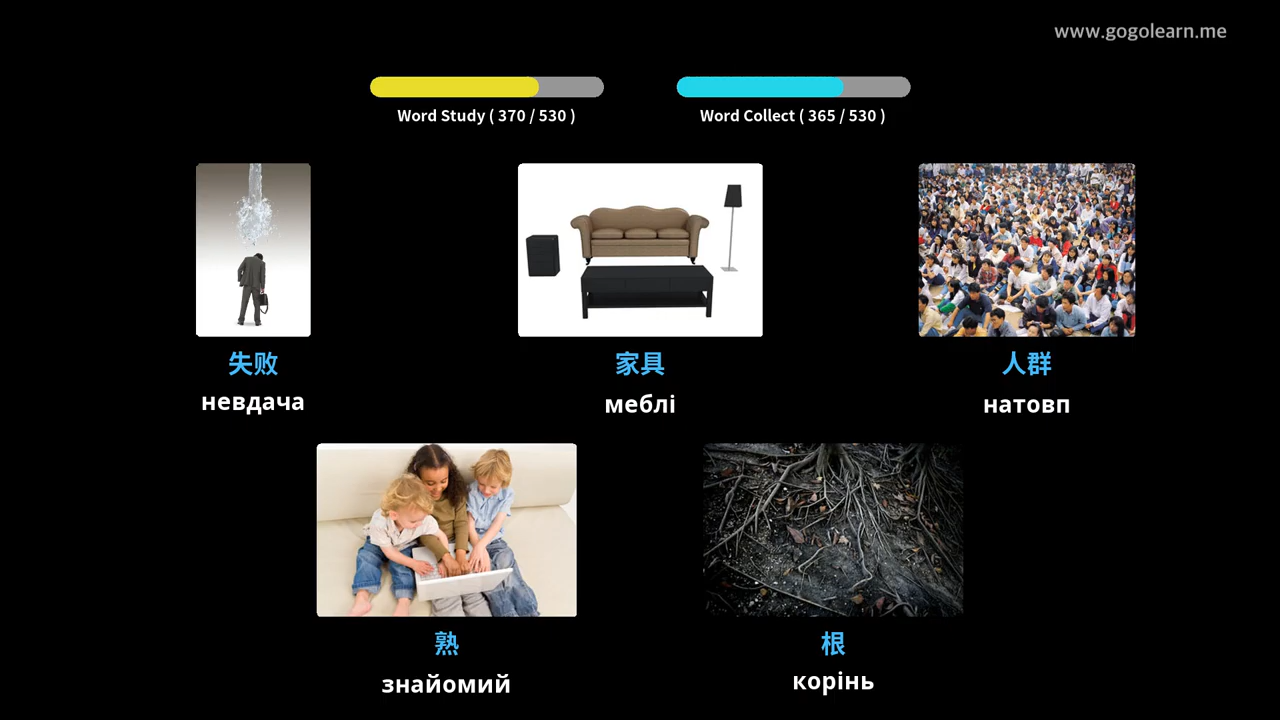 www.gogolearn.me
Word Study ( 370 / 530 )
Word Collect ( 365 / 530 )
失败
невдача
家具
меблі
人群
натовп
熟
знайомий
根
корінь